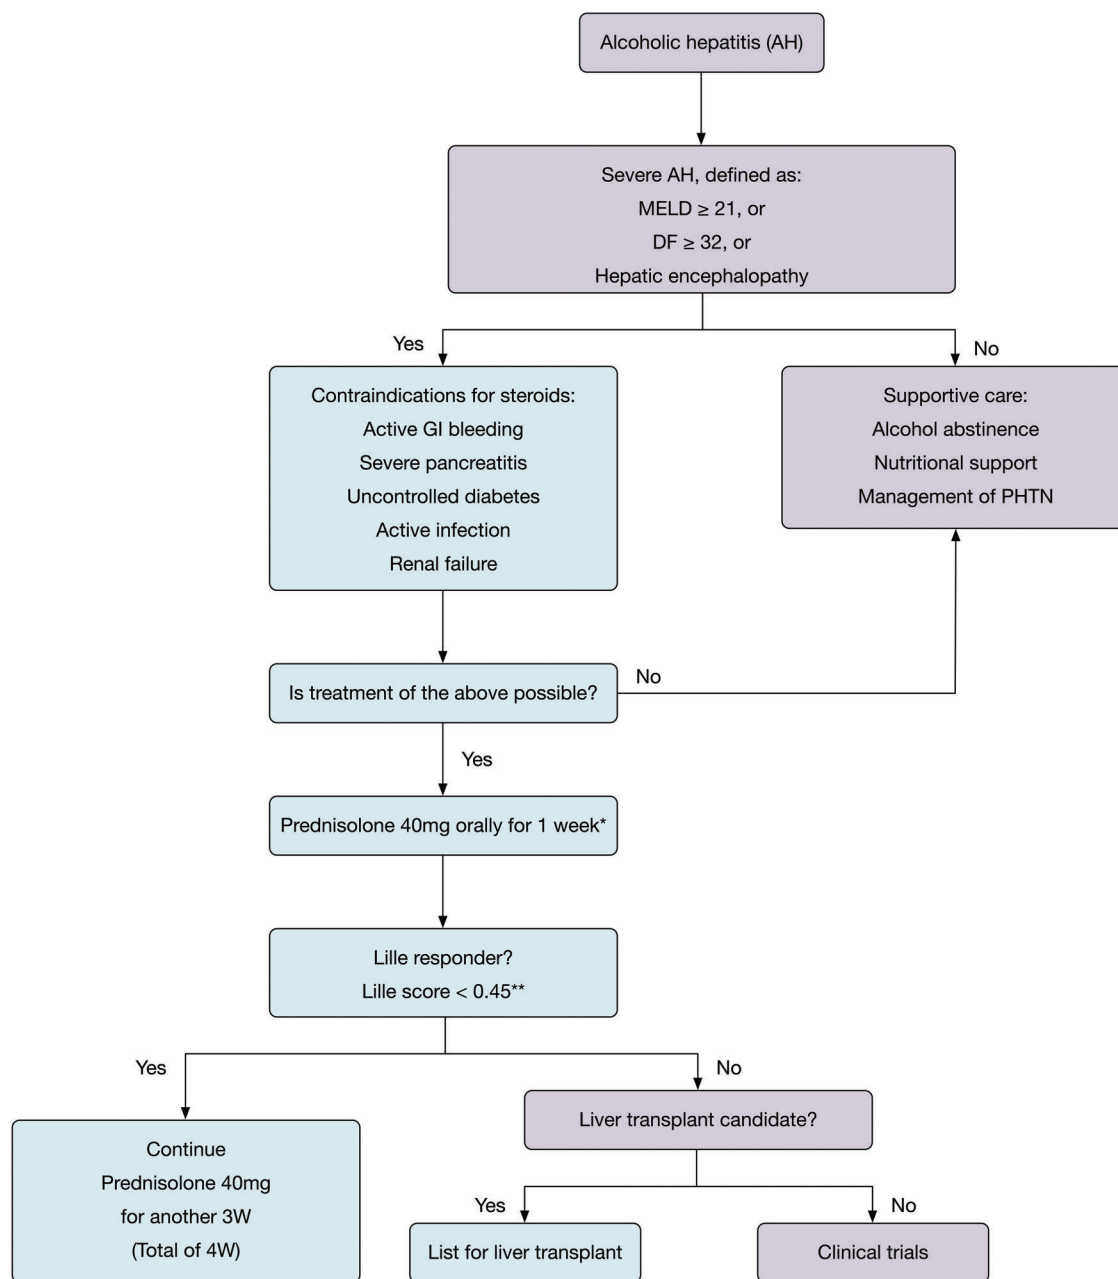 Alcoholic hepatitis (AH)
Severe AH, defined as:
MELD ≥ 21, or
DF ≥ 32, or
Hepatic encephalopathy
Yes
No
Contraindications for steroids:
Active GI bleeding
Severe pancreatitis
Uncontrolled diabetes
Active infection
Renal failure
Supportive care:
Alcohol abstinence
Nutritional support
Management of PHTN
Is treatment of the above possible?
No
Yes
Prednisolone 40mg orally for 1 week*
Lille responder?
Lille score < 0.45**
Yes
No
Continue
Prednisolone 40mg
for another 3W
(Total of 4W)
Liver transplant candidate?
Yes
No
List for liver transplant
Clinical trials